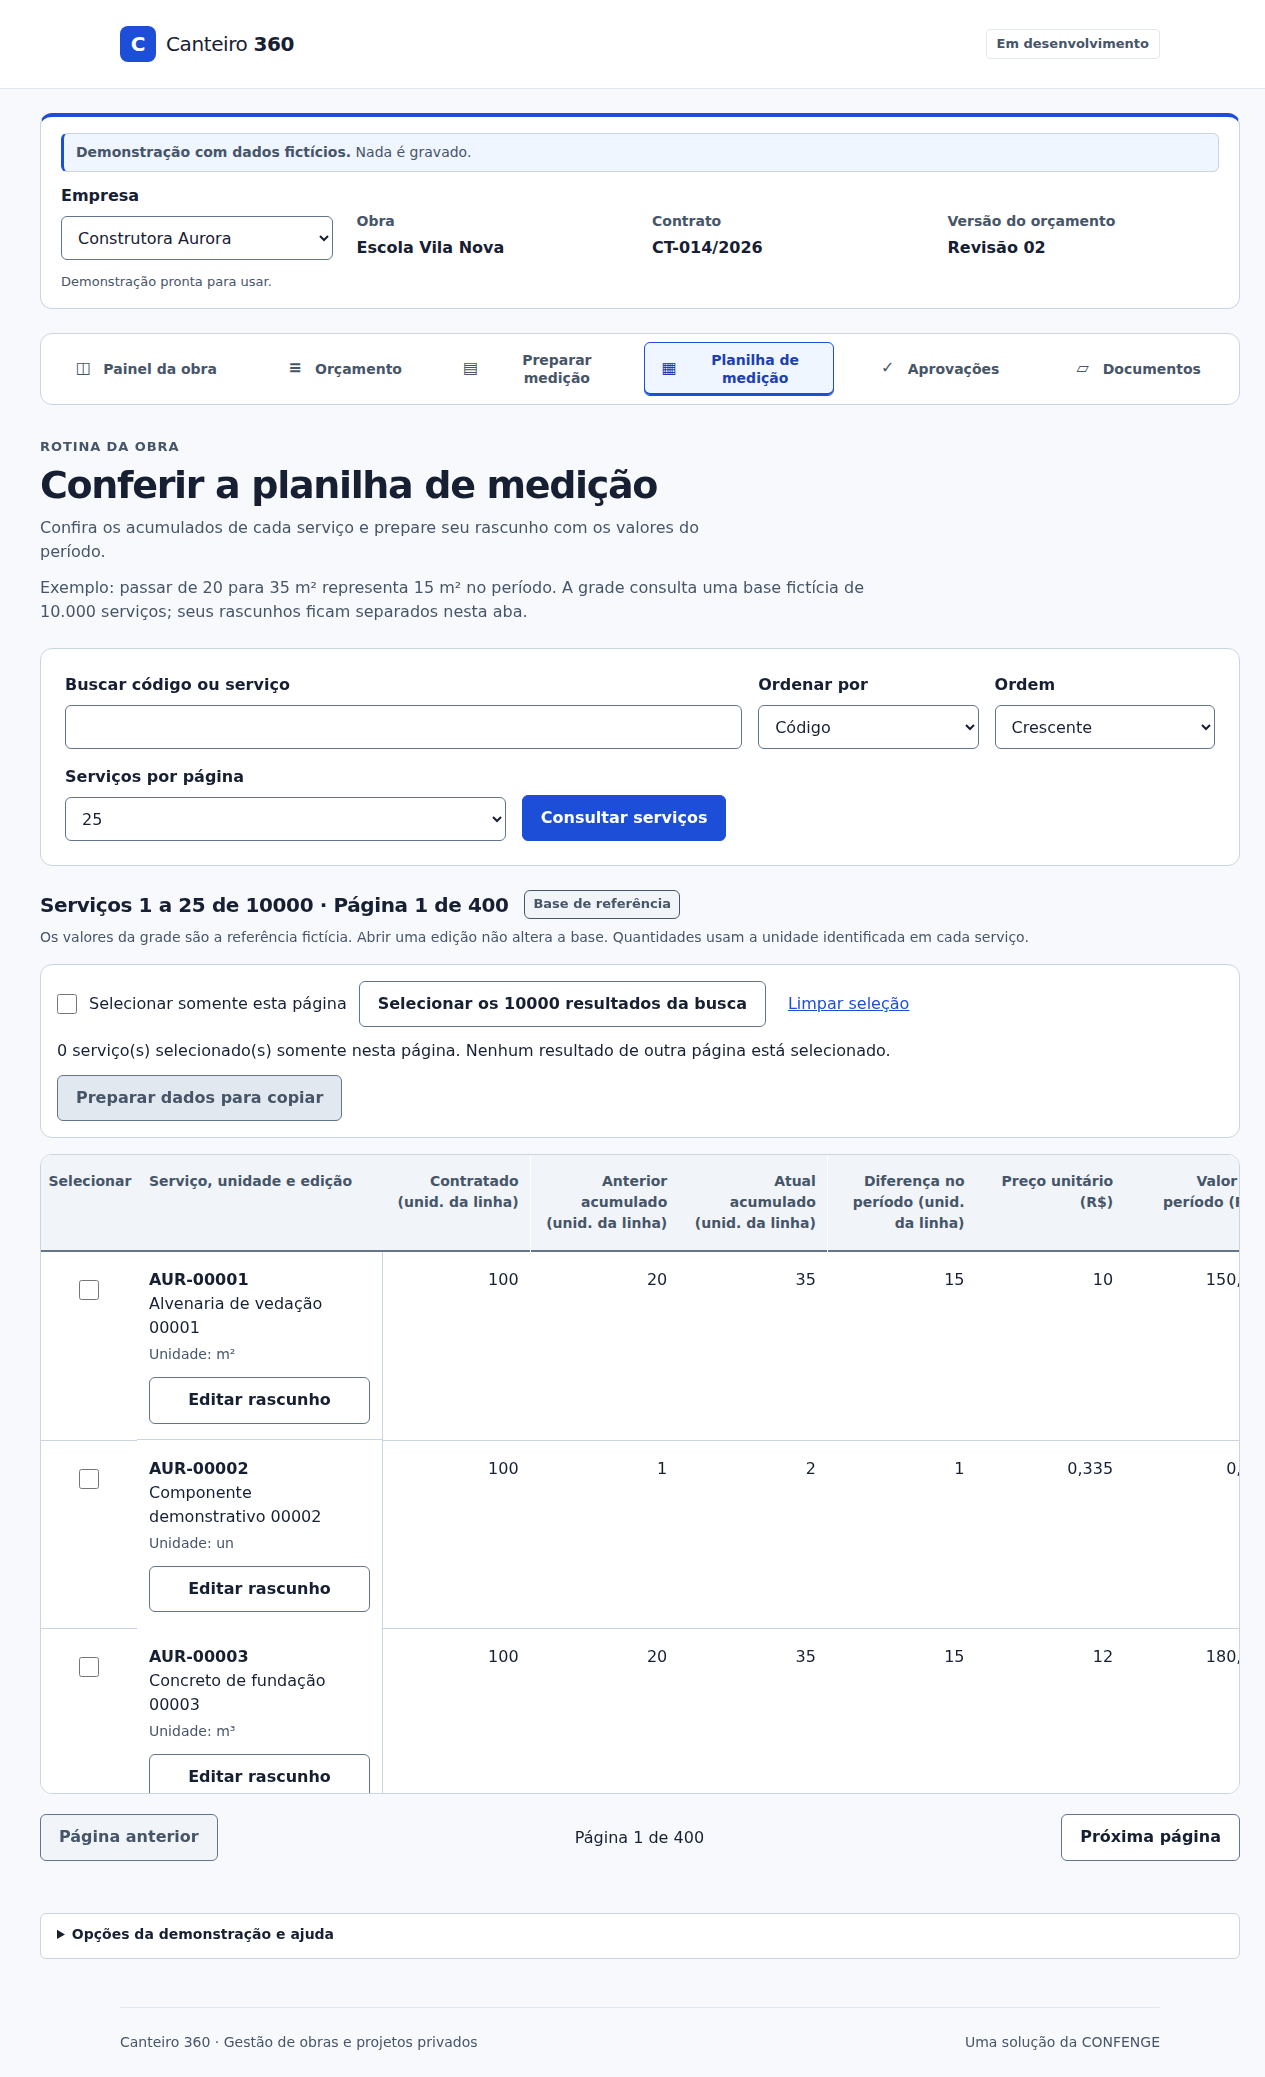 C Canteiro 360
Em desenvolvimento
Demonstração com dados fictícios. Nada é gravado.
Empresa
Construtora Aurora
Demonstração pronta para usar.
Obra
Escola Vila Nova
Contrato
CT-014/2026
Versão do orçamento
Revisão 02
Painel da obra
Orçamento
Preparar
medição
Planilha de
medição
Aprovações
Documentos
ROTINA DA OBRA
Conferir a planilha de medição
Confira os acumulados de cada serviço e prepare seu rascunho com os valores do
período.
Exemplo: passar de 20 para 35 m² representa 15 m² no período. A grade consulta uma base fictícia de
10.000 serviços; seus rascunhos ficam separados nesta aba.
Buscar código ou serviço
Ordenar por
Código
Ordem
Crescente
Serviços por página
25
Consultar serviços
Serviços 1 a 25 de 10000 · Página 1 de 400
Base de referência
Os valores da grade são a referência fictícia. Abrir uma edição não altera a base. Quantidades usam a unidade identificada em cada serviço.
Selecionar somente esta página
Selecionar os 10000 resultados da busca
Limpar seleção
0 serviço(s) selecionado(s) somente nesta página. Nenhum resultado de outra página está selecionado.
Preparar dados para copiar
Selecionar
Serviço, unidade e edição
Contratado
(unid. da linha)
Anterior
acumulado
(unid. da linha)
Atual
acumulado
(unid. da linha)
Diferença no
período (unid.
da linha)
Preço unitário
(R$)
Valor
período
AUR-00001
Alvenaria de vedação
00001
Unidade: m²
Editar rascunho
100
20
35
15
10
150,
AUR-00002
Componente
demonstrativo 00002
Unidade: un
Editar rascunho
100
1
2
1
0,335
0,
AUR-00003
Concreto de fundação
00003
Unidade: m³
Editar rascunho
100
20
35
15
12
180,
Página anterior
Página 1 de 400
Próxima página
Opções da demonstração e ajuda
Canteiro 360 · Gestão de obras e projetos privados
Uma solução da CONFENGE